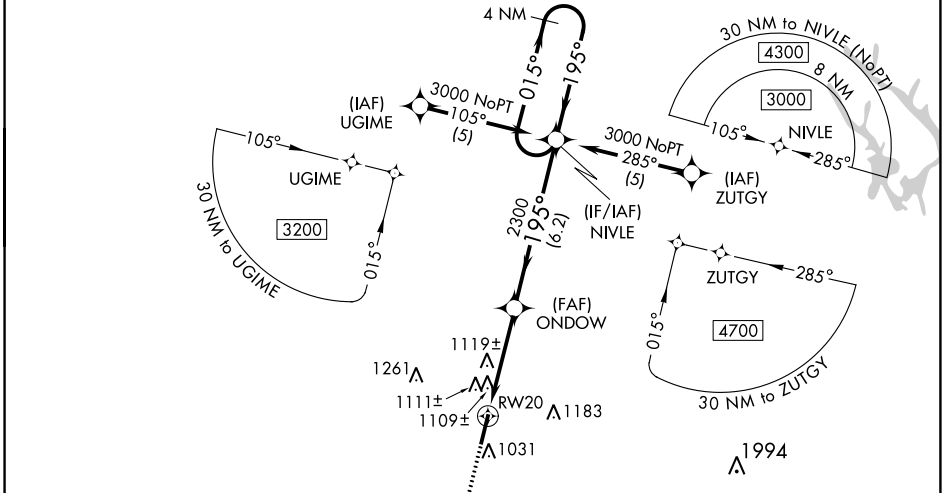 4 NM
015°
195°
30 NM to NIVLE (NoPT)
4300
8 NM
3000
105°
NIVLE
285°
(IAF)
UGIME
3000 NoPT
105°
(5)
3000 NoPT
285°
(5)
(IAF)
ZUTGY
(IF/IAF)
NIVLE
105°
UGIME
3200
015°
30 NM to UGIME
2300
195°
(6.2)
ZUTGY
285°
015°
4700
30 NM to ZUTGY
(FAF)
ONDOW
1119±
1261
1111±
1109±
RW20
1183
1031
1994